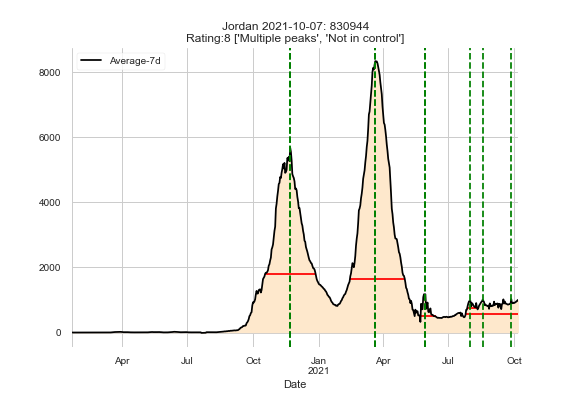 Jordan 2021-10-07: 830944
Rating:8 ['Multiple peaks', 'Not in control']
Average-7d
8000
6000
4000
2000
0
Apr Jul Oct Jan Apr Jul Oct
2021
Date